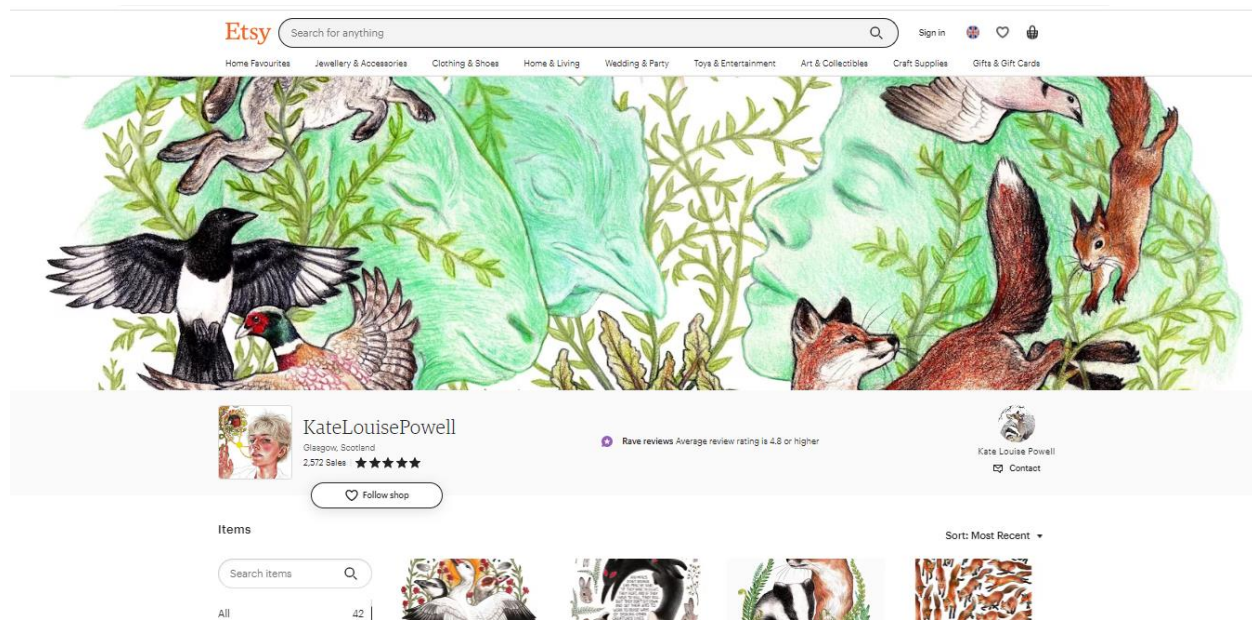 Etsy
Search for anything
Sign in
Home Favourites Jewellery & Accessories Clothing & Shoes Home & Living Wedding & Party Toys & Entertainment Art & Collectibles Craft Supplies Gifts & Gift Cards
KateLouisePowell
Glasgow, Scotland
2,572 Sales
Rave reviews Average review rating is 4.8 or higher
Kate Louise Powell
Contact
Follow shop
Items
Sort: Most Recent
Search items
All 42